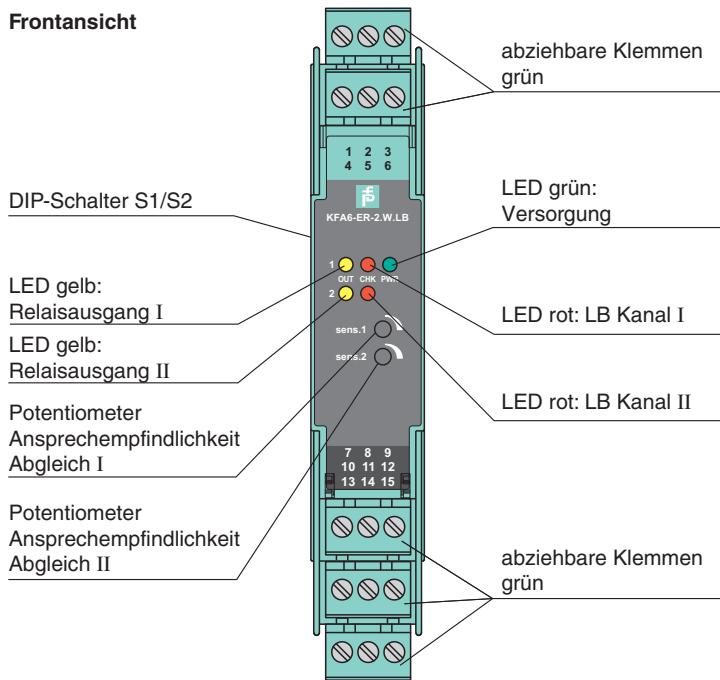 Frontansicht
abziehbare Klemmen
grün
1 2 3
4 5 6
DIP-Schalter S1/S2
LED grün:
Versorgung
KFA6-ER-2.W.LB
1
OUT CHK PWR
2
LED gelb:
Relaisausgang I
LED rot: LB Kanal I
LED gelb:
Relaisausgang II
sens.1
sens.2
LED rot: LB Kanal II
Potentiometer
Ansprechempfindlichkeit
Abgleich I
7 8 9
10 11 12
13 14 15
Potentiometer
Ansprechempfindlichkeit
Abgleich II
abziehbare Klemmen
grün